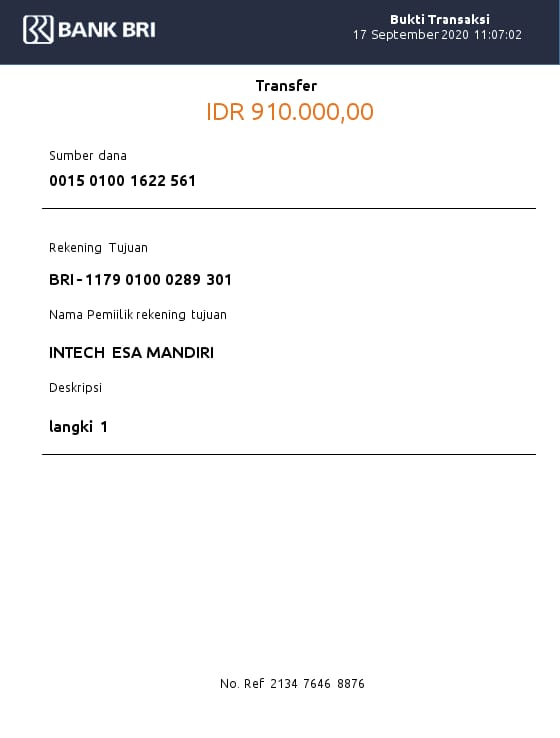 BANK BRI
Bukti Transaksi
17 September 2020 11:07:02
Transfer
IDR 910.000,00
Sumber dana
0015 0100 1622 561
Rekening Tujuan
BRI - 1179 0100 0289 301
Nama Pemiilik rekening tujuan
INTECH ESA MANDIRI
Deskripsi
langki 1
No. Ref 2134 7646 8876